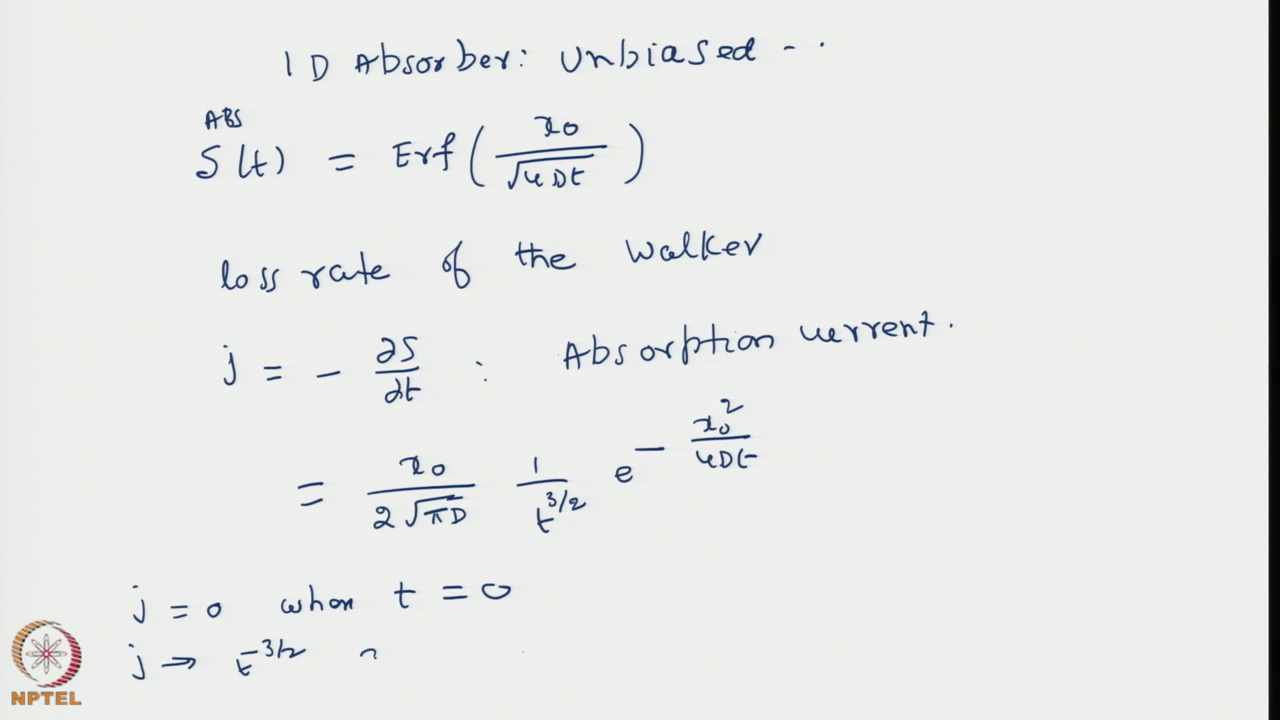 1D Absorber: Unbiased - ..
ABS
S(t) = Erf( x0 / √4Dt )
loss rate of the walker
j = - ∂S/∂t : Absorption current.
= x0 / 2√πD 1 / t^3/2 e^- x0^2 / 4Dt
j = 0 when t = 0
j → t^-3/2
NPTEL